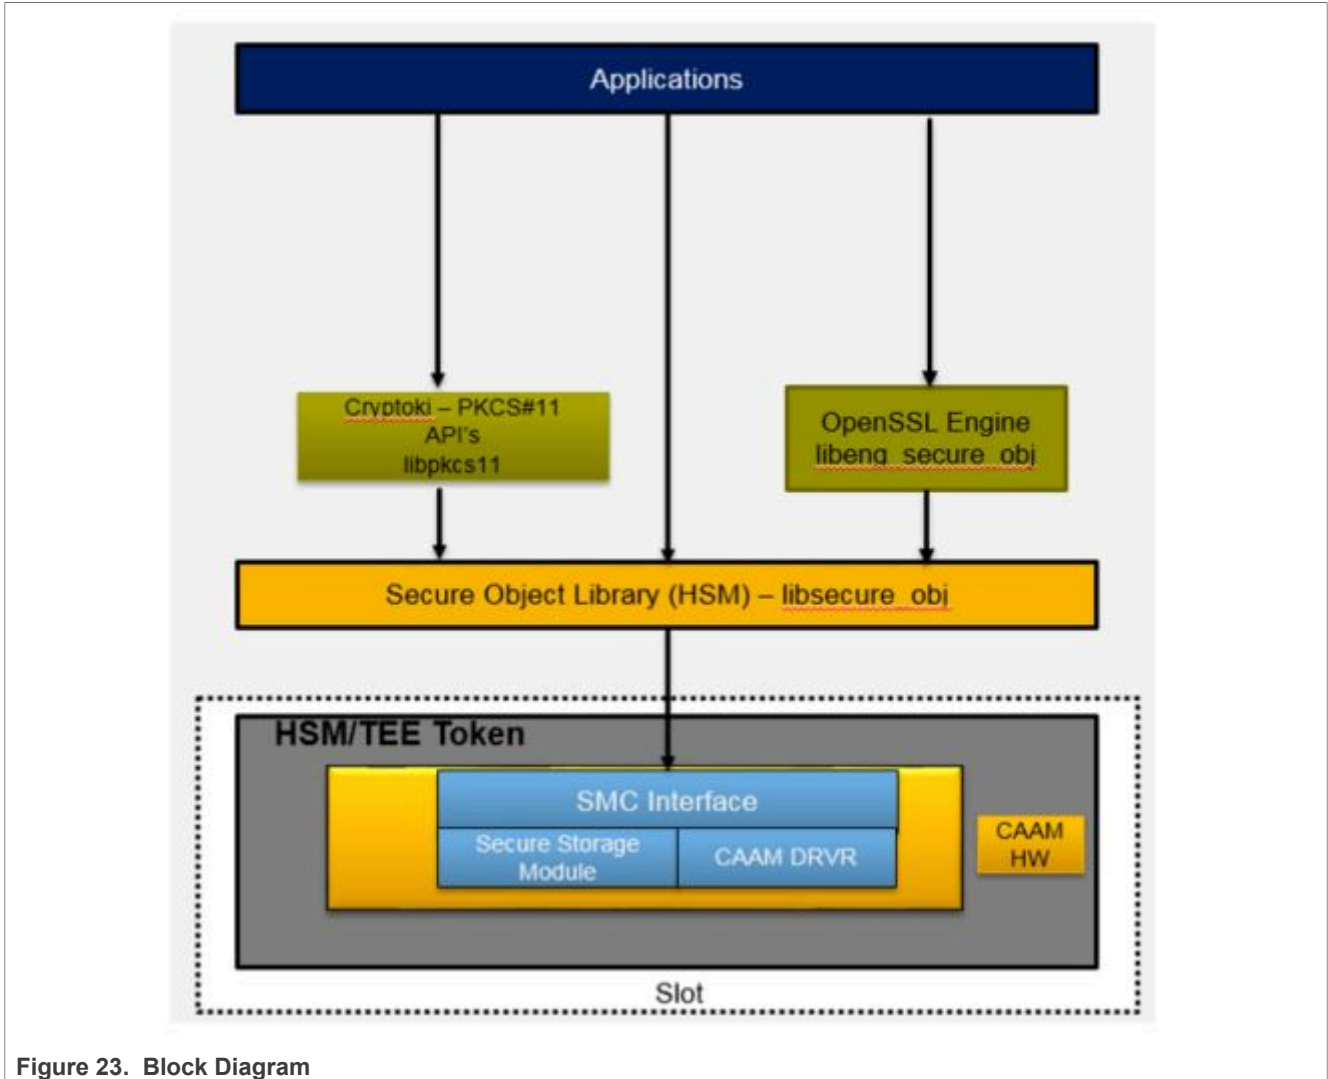 Applications
Cryptoki – PKCS#11
API's
libpkcs11
OpenSSL Engine
libeng_secure_obj
Secure Object Library (HSM) – libsecure_obj
HSM/TEE Token
SMC Interface
Secure Storage
Module
CAAM DRVR
CAAM
HW
Slot
Figure 23. Block Diagram